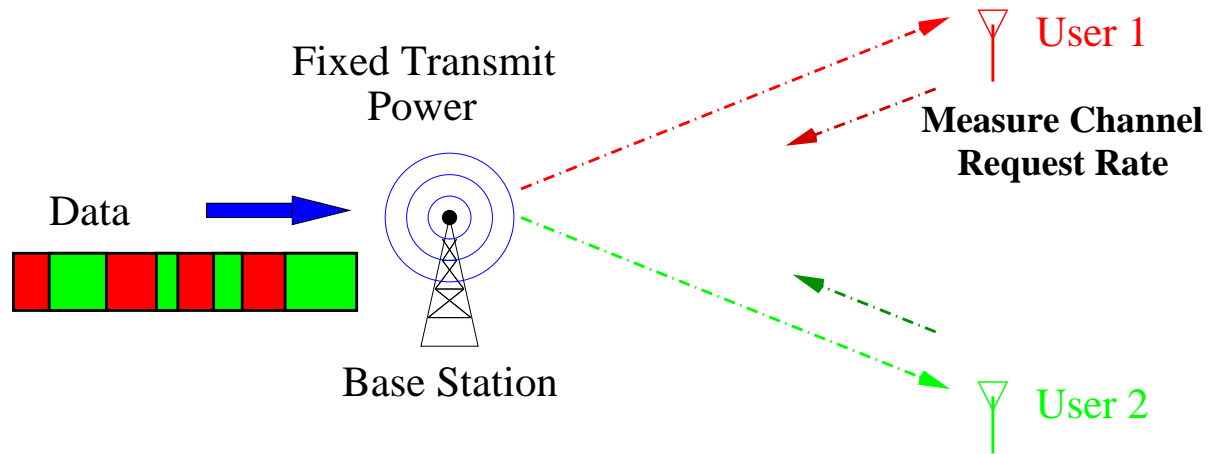 Fixed Transmit
Power
User 1
Measure Channel
Request Rate
Data
Base Station
User 2